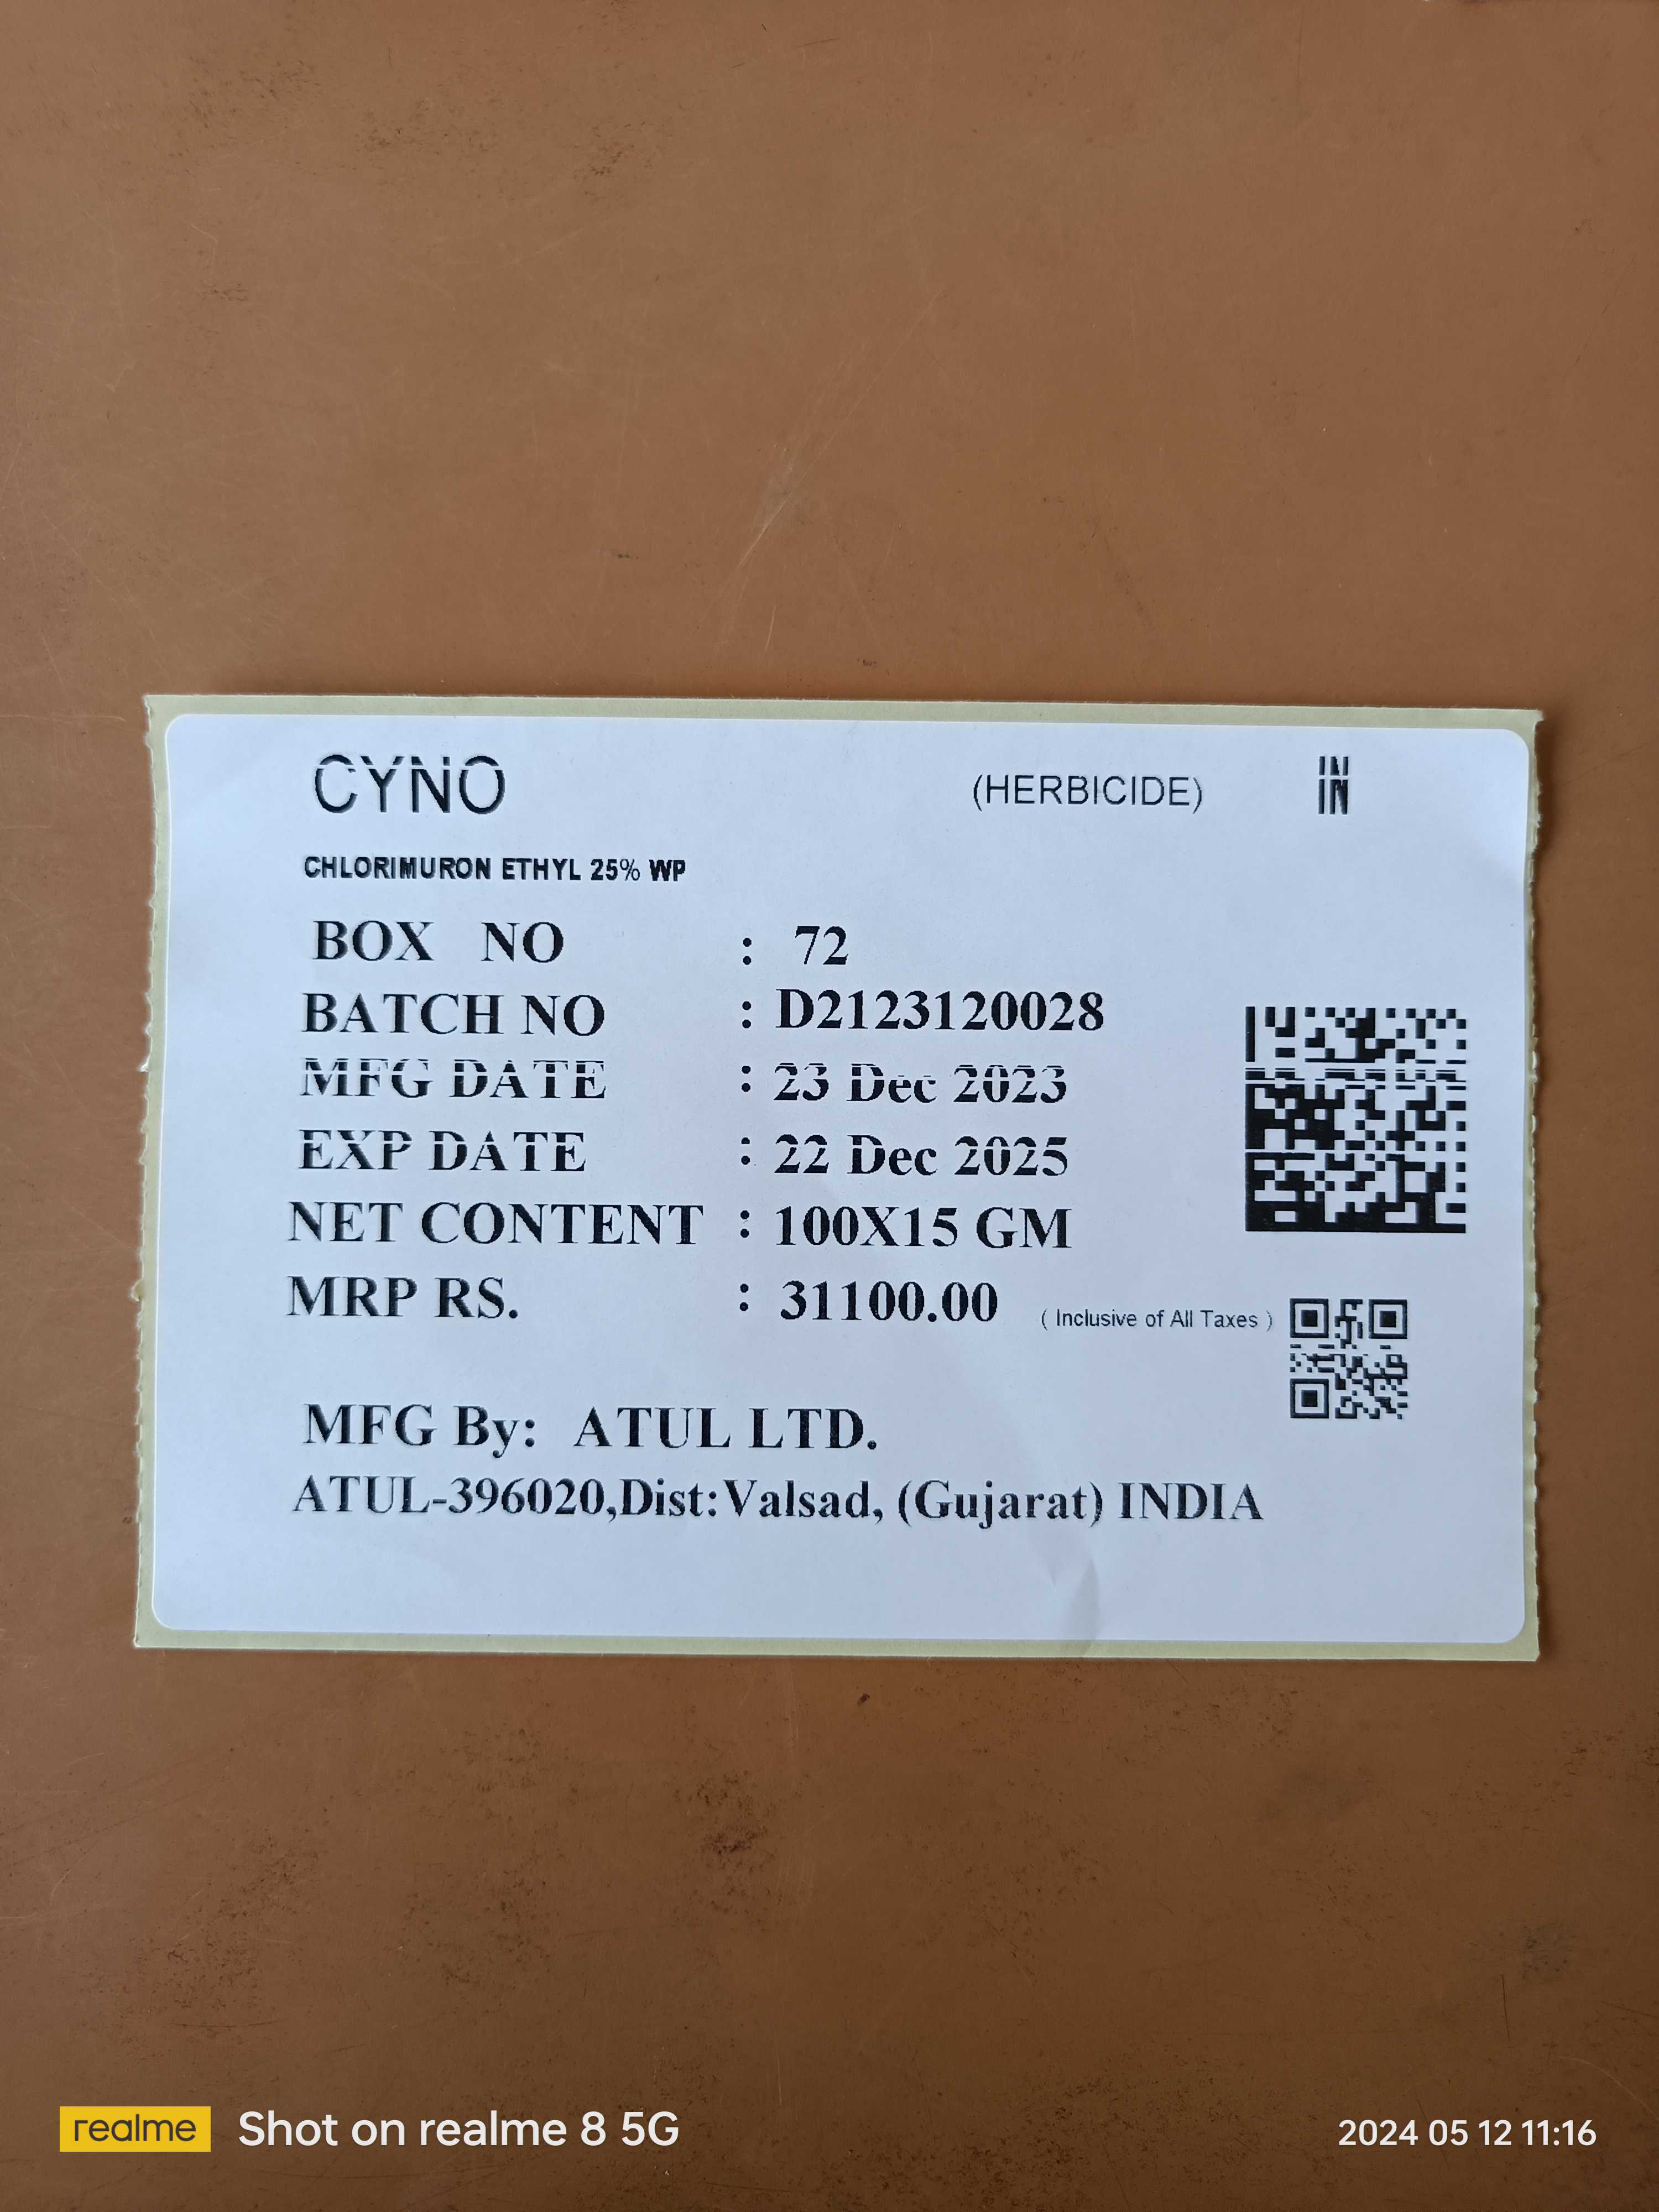 CYNO (HERBICIDE) IN
CHLORIMURON ETHYL 25% WP
BOX NO : 72
BATCH NO : D2123120028
MFG DATE : 23 Dec 2023
EXP DATE : 22 Dec 2025
NET CONTENT : 100X15 GM
MRP RS. : 31100.00 ( Inclusive of All Taxes )
MFG By: ATUL LTD.
ATUL-396020,Dist:Valsad, (Gujarat) INDIA
realme Shot on realme 8 5G 2024 05 12 11:16